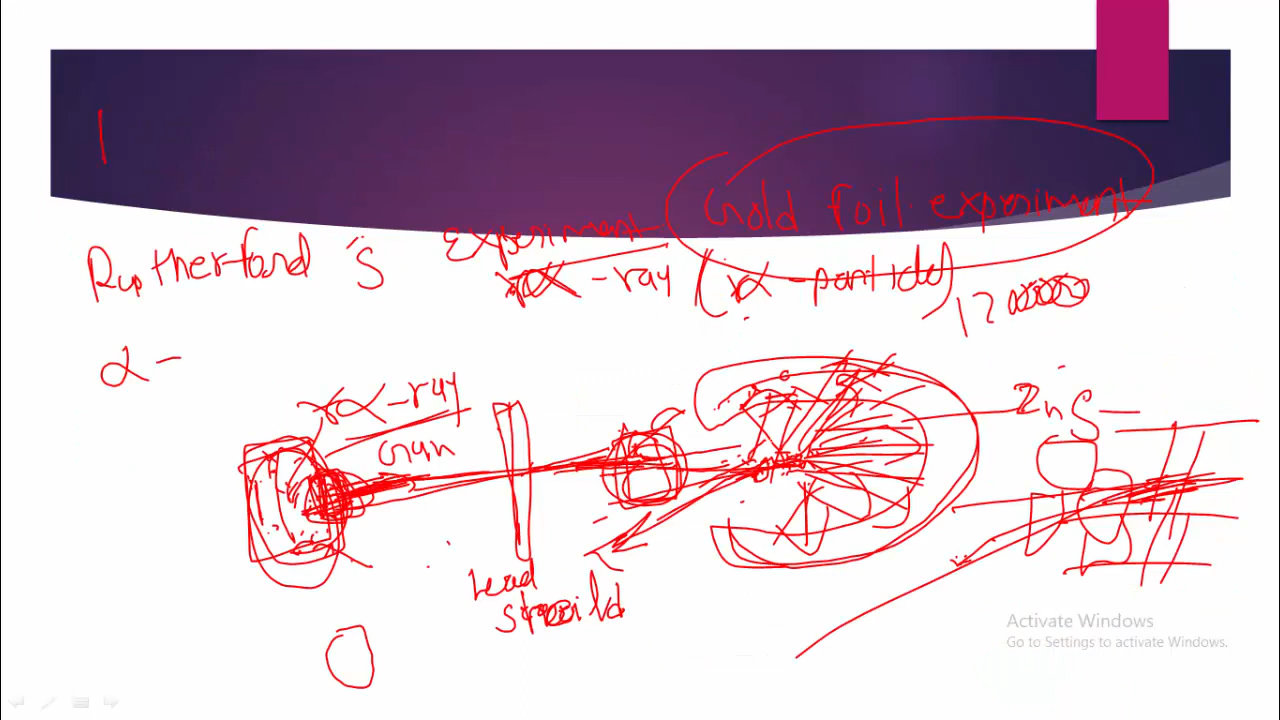 Gold foil experiment
Rutherford's experiment
α-ray (α-particle)
α-
α-ray
Gun
ZnS
Lead
Activate Windows
Go to Settings to activate Windows.